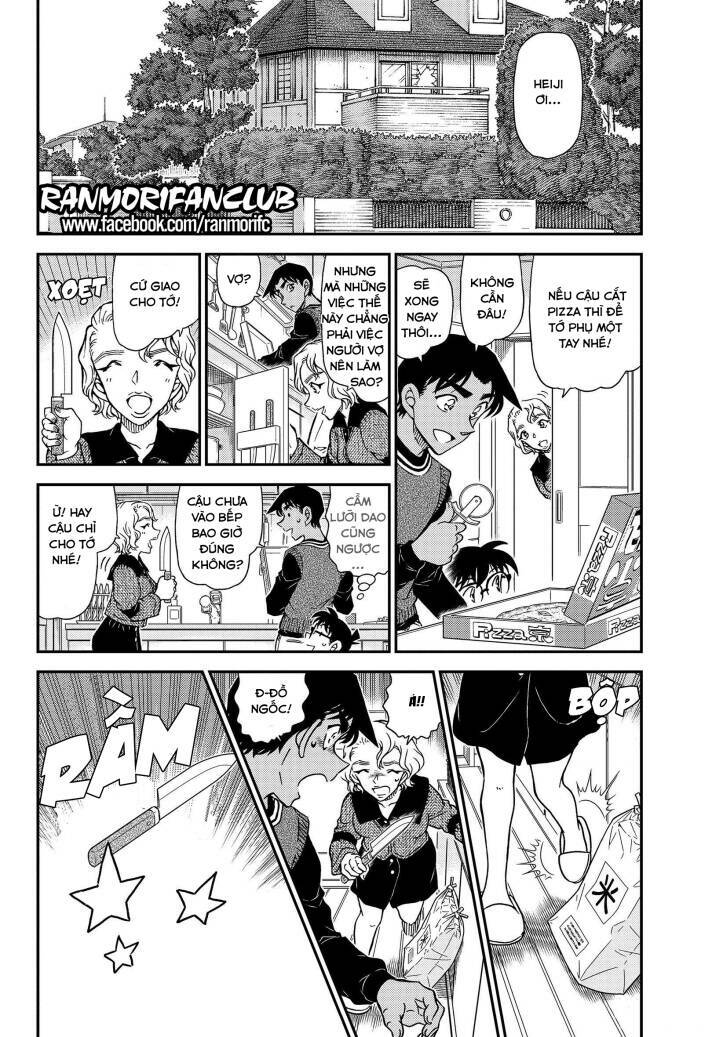 HEIJI
ƠI...
RANMORIFANCLUB
www.facebook.com/ranmorifc
NẾU CẬU CẮT
PIZZA THÌ ĐỂ
TỚ PHỤ MỘT
TAY NHÉ!
KHÔNG
CẦN
ĐÂU!
SẼ
XONG
NGAY
THÔI...
Pizza
Pizza
NHƯNG
MÀ NHỮNG
VIỆC THẾ
NÀY CHẲNG
PHẢI VIỆC
NGƯỜI VỢ
NÊN LÀM
SAO?
VỢ?
CỨ GIAO
CHO TỚ!
XOẸT
CẦM
LƯỠI DAO
CŨNG
NGƯỢC
...
CẬU CHƯA
VÀO BẾP
BAO GIỜ
ĐÚNG
KHÔNG?
Ừ! HAY
CẬU CHỈ
CHO TỚ
NHÉ!
BỘP
米
Á!!
Đ-ĐỒ
NGỐC!
RẦM